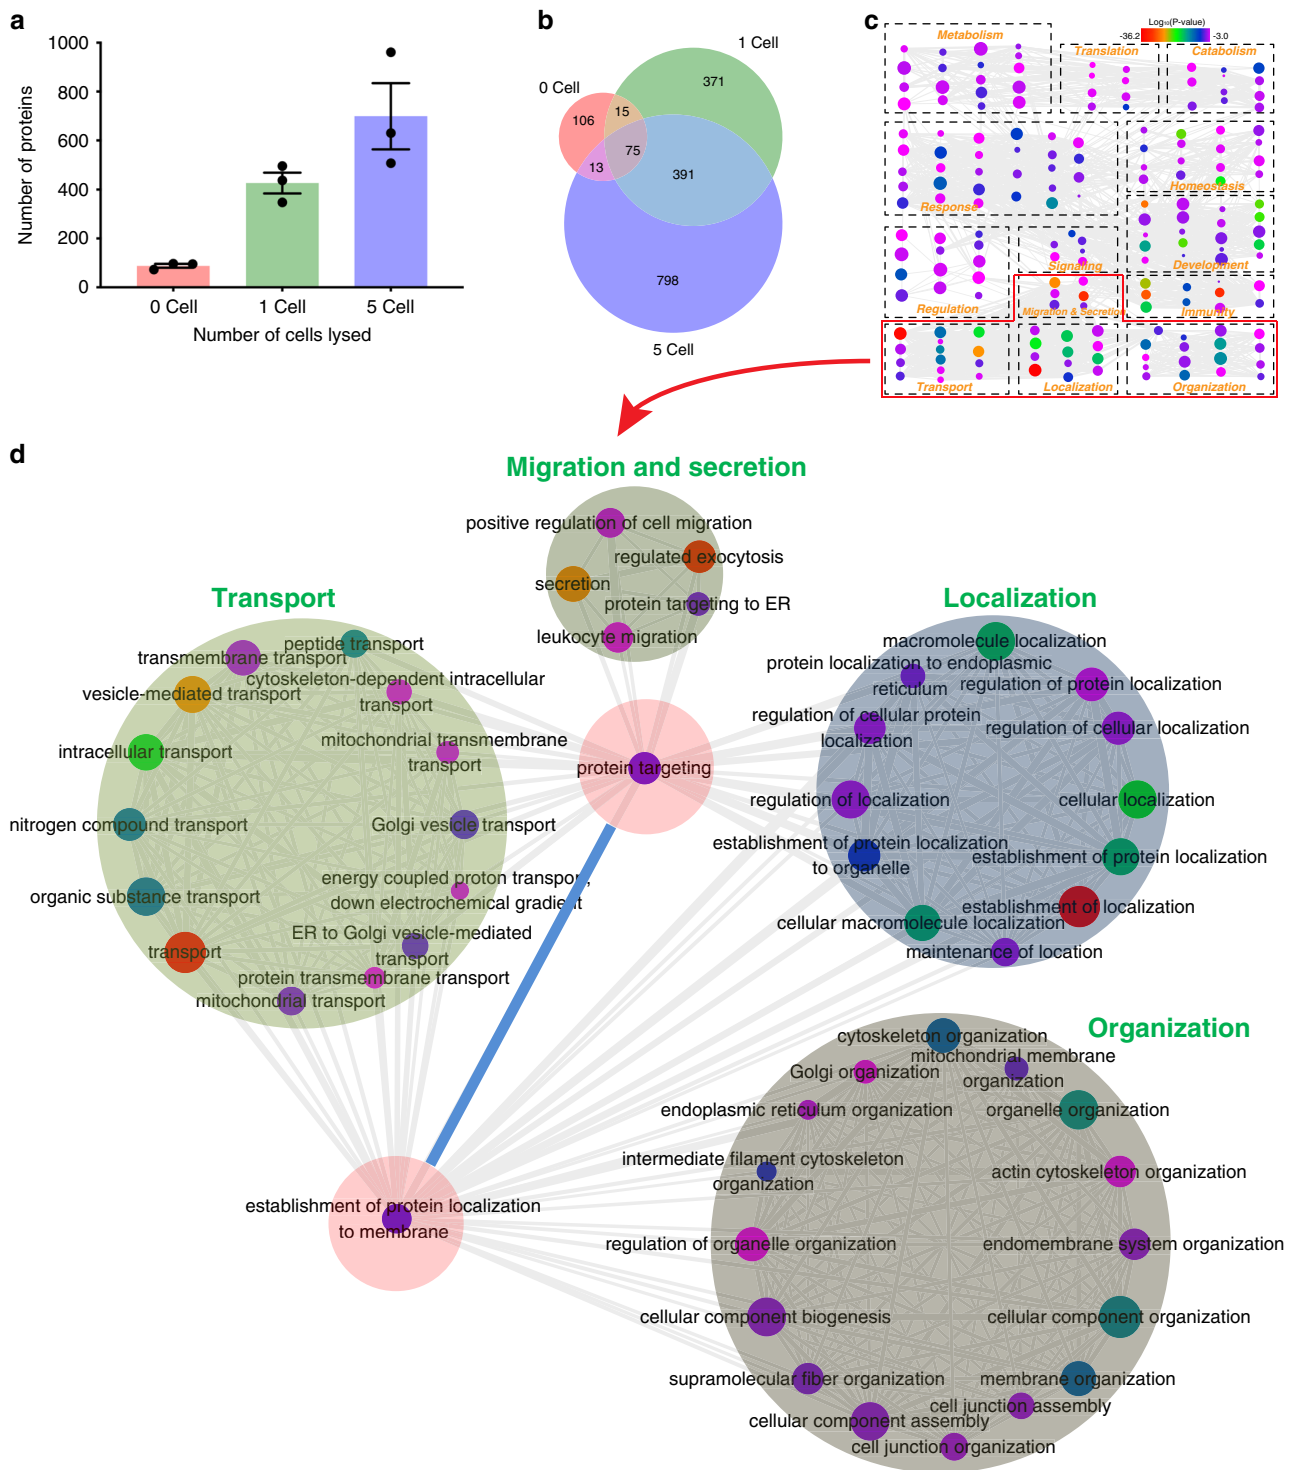 a
1000
800
600
400
200
0
Number of proteins
0 Cell
1 Cell
5 Cell
Number of cells lysed
b
1 Cell
0 Cell
371
106
15
75
13
391
798
5 Cell
c
Log₁₀(P-value)
-36.2
-3.0
Metabolism
Translation
Catabolism
Response
Homeostasis
Regulation
Signaling
Development
Migration & Secretion
Immunity
Transport
Localization
Organization
d
Migration and secretion
positive regulation of cell migration
regulated exocytosis
secretion
protein targeting to ER
leukocyte migration
Transport
peptide transport
transmembrane transport
cytoskeleton-dependent intracellular
transport
vesicle-mediated transport
mitochondrial transmembrane
transport
intracellular transport
nitrogen compound transport
Golgi vesicle transport
energy coupled proton transport,
down electrochemical gradient
organic substance transport
ER to Golgi vesicle-mediated
transport
transport
protein transmembrane transport
mitochondrial transport
protein targeting
Localization
macromolecule localization
protein localization to endoplasmic
reticulum
regulation of protein localization
regulation of cellular protein
localization
regulation of cellular localization
regulation of localization
cellular localization
establishment of protein localization
to organelle
establishment of protein localization
establishment of localization
cellular macromolecule localization
maintenance of location
establishment of protein localization
to membrane
Organization
cytoskeleton organization
mitochondrial membrane
organization
Golgi organization
endoplasmic reticulum organization
organelle organization
intermediate filament cytoskeleton
organization
actin cytoskeleton organization
regulation of organelle organization
endomembrane system organization
cellular component biogenesis
cellular component organization
supramolecular fiber organization
membrane organization
cell junction assembly
cellular component assembly
cell junction organization